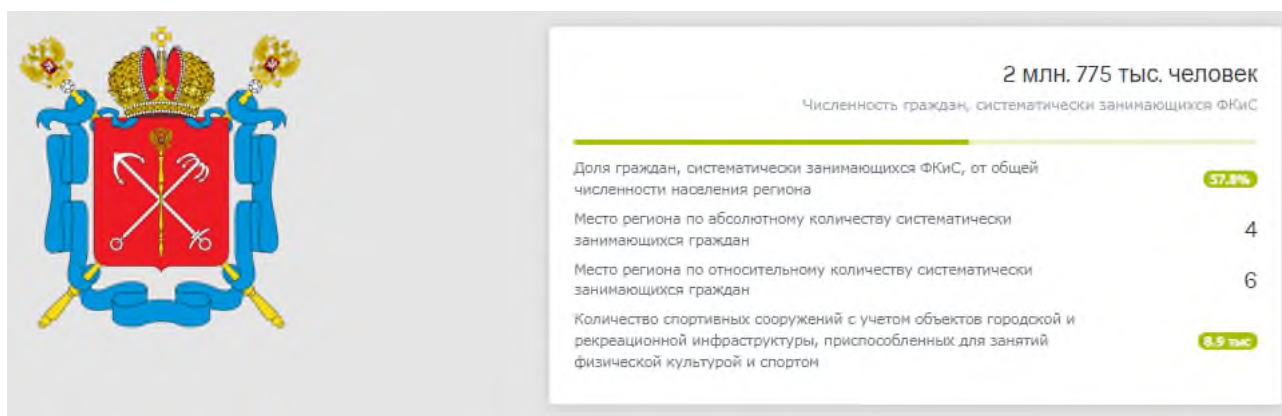 2 млн. 775 тыс. человек
Численность граждан, систематически занимающихся ФКиС
Доля граждан, систематически занимающихся ФКиС, от общей
численности населения региона
57.8%
Место региона по абсолютному количеству систематически
занимающихся граждан
4
Место региона по относительному количеству систематически
занимающихся граждан
6
Количество спортивных сооружений с учетом объектов городской и
рекреационной инфраструктуры, приспособленных для занятий
физической культурой и спортом
8.9 тыс